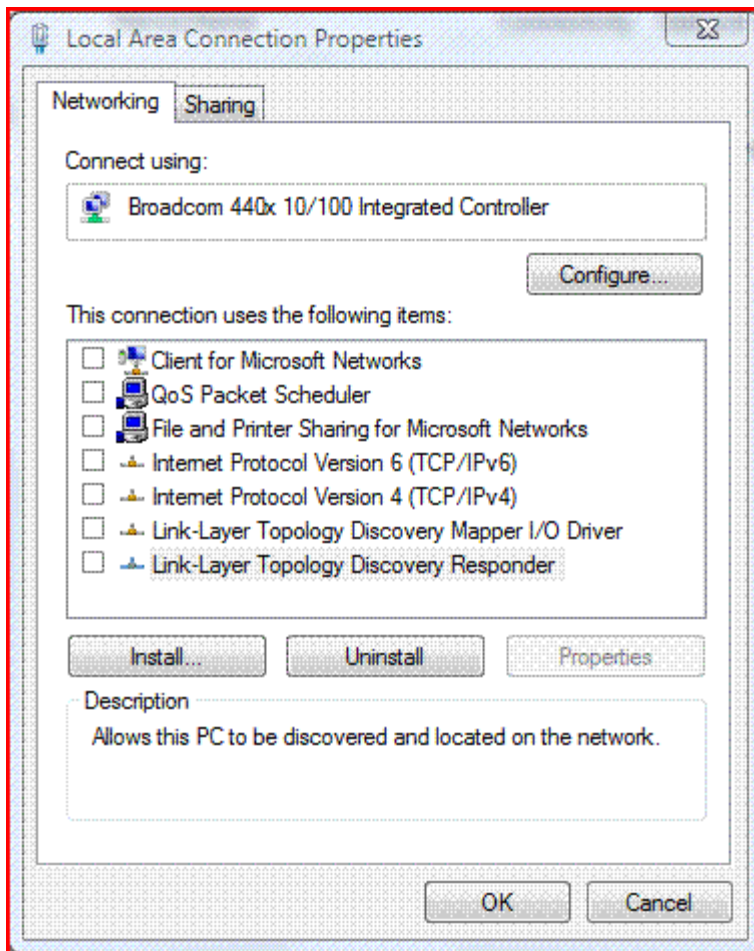 Local Area Connection Properties
Networking
Sharing
Connect using:
Broadcom 440x 10/100 Integrated Controller
Configure...
This connection uses the following items:
Client for Microsoft Networks
QoS Packet Scheduler
File and Printer Sharing for Microsoft Networks
Internet Protocol Version 6 (TCP/IPv6)
Internet Protocol Version 4 (TCP/IPv4)
Link-Layer Topology Discovery Mapper I/O Driver
Link-Layer Topology Discovery Responder
Install...
Uninstall
Properties
Description
Allows this PC to be discovered and located on the network.
OK
Cancel